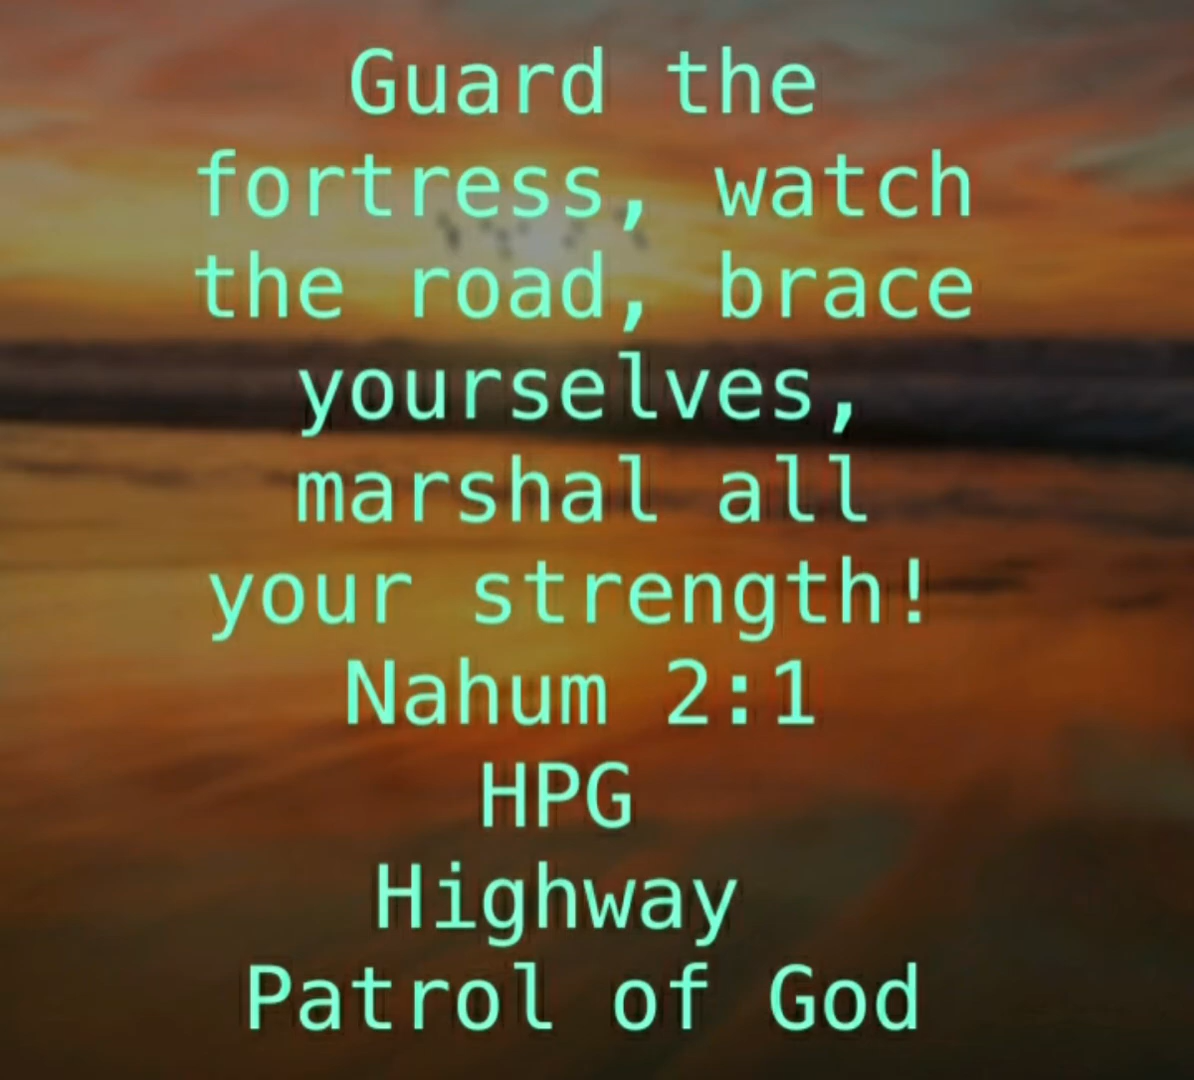 Guard the
fortress, watch
the road, brace
yourselves,
marshal all
your strength!
Nahum 2:1
HPG
Highway
Patrol of God